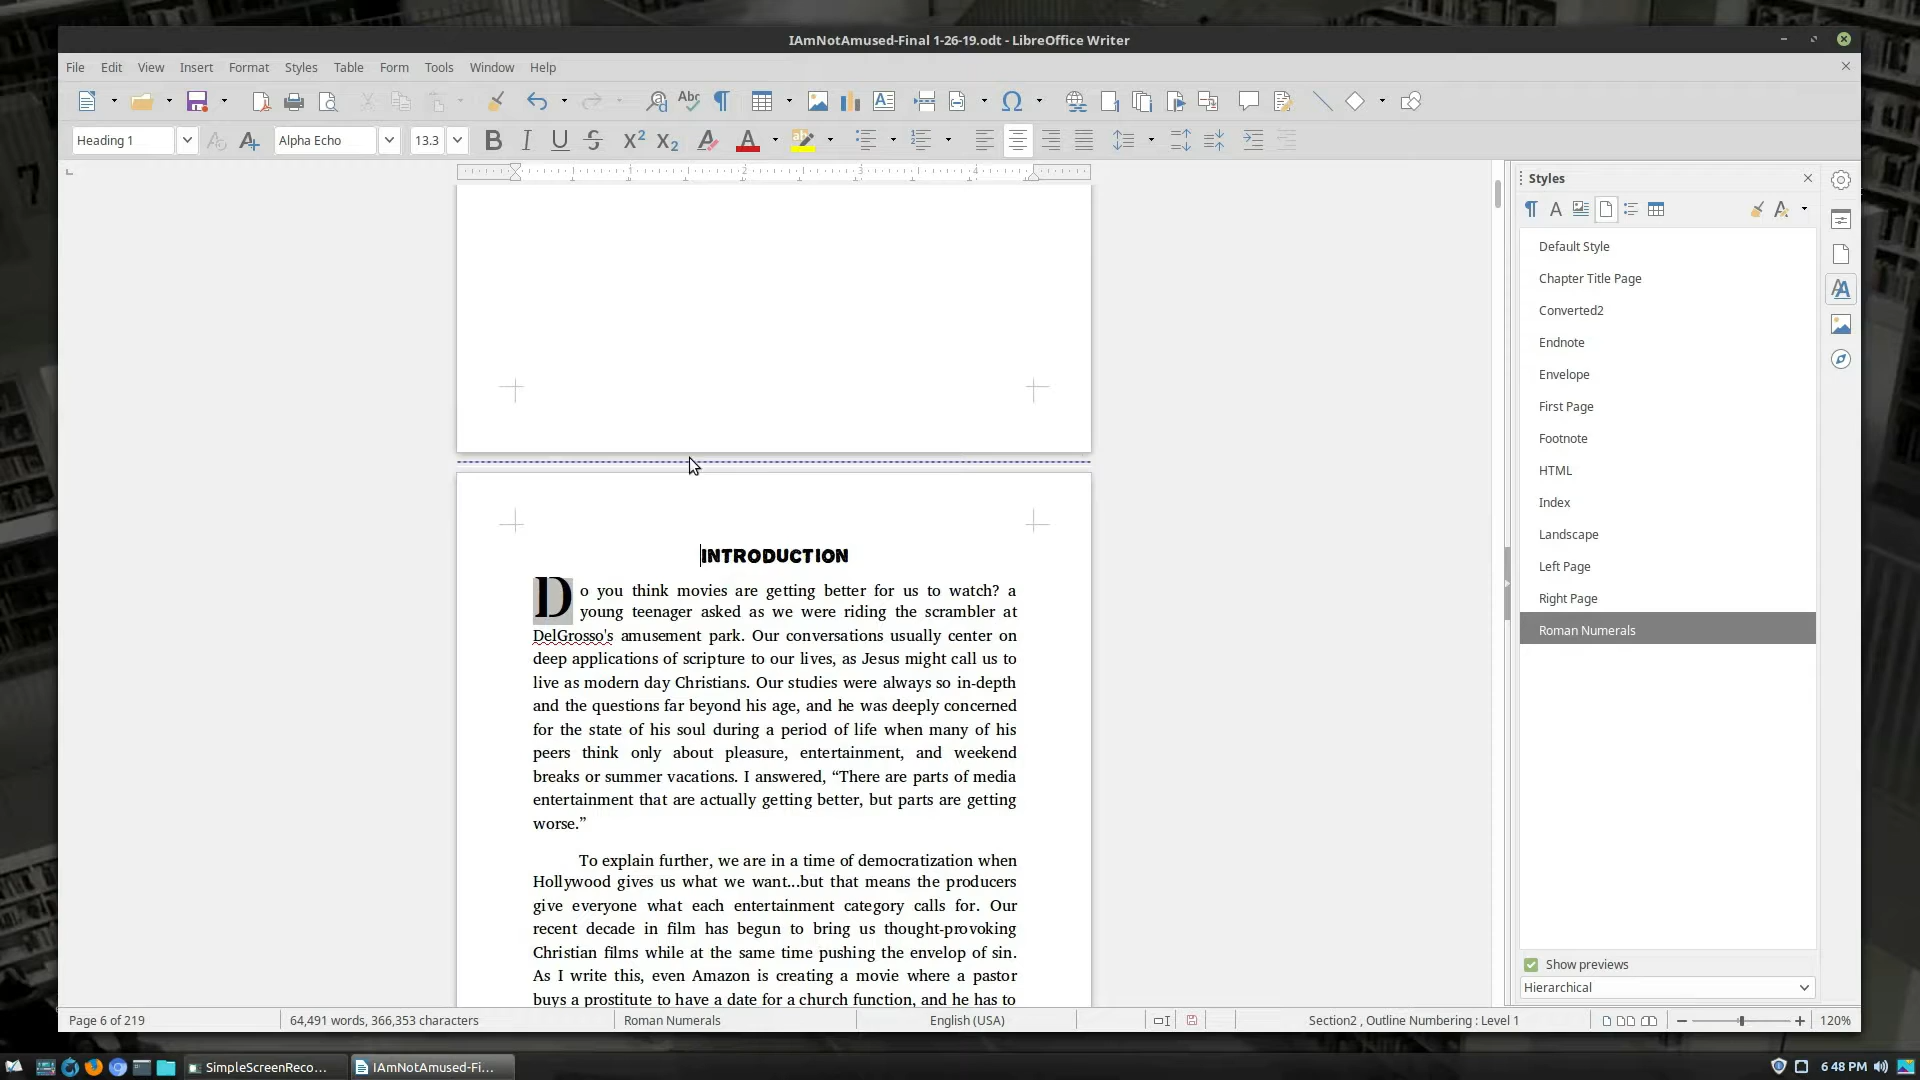 IAmNotAmused-Final 1-26-19.odt - LibreOffice Writer
File Edit View Insert Format Styles Table Form Tools Window Help
Heading 1
Alpha Echo
13.3
1 2 3 4
INTRODUCTION
Do you think movies are getting better for us to watch? a
young teenager asked as we were riding the scrambler at
DelGrosso's amusement park. Our conversations usually center on
deep applications of scripture to our lives, as Jesus might call us to
live as modern day Christians. Our studies were always so in-depth
and the questions far beyond his age, and he was deeply concerned
for the state of his soul during a period of life when many of his
peers think only about pleasure, entertainment, and weekend
breaks or summer vacations. I answered, “There are parts of media
entertainment that are actually getting better, but parts are getting
worse.”
To explain further, we are in a time of democratization when
Hollywood gives us what we want...but that means the producers
give everyone what each entertainment category calls for. Our
recent decade in film has begun to bring us thought-provoking
Christian films while at the same time pushing the envelop of sin.
As I write this, even Amazon is creating a movie where a pastor
buys a prostitute to have a date for a church function, and he has to
Styles
Default Style
Chapter Title Page
Converted2
Endnote
Envelope
First Page
Footnote
HTML
Index
Landscape
Left Page
Right Page
Roman Numerals
Show previews
Hierarchical
Page 6 of 219
64,491 words, 366,353 characters
Roman Numerals
English (USA)
Section2 , Outline Numbering : Level 1
120%
SimpleScreenReco...
IAmNotAmused-Fi...
6:48 PM